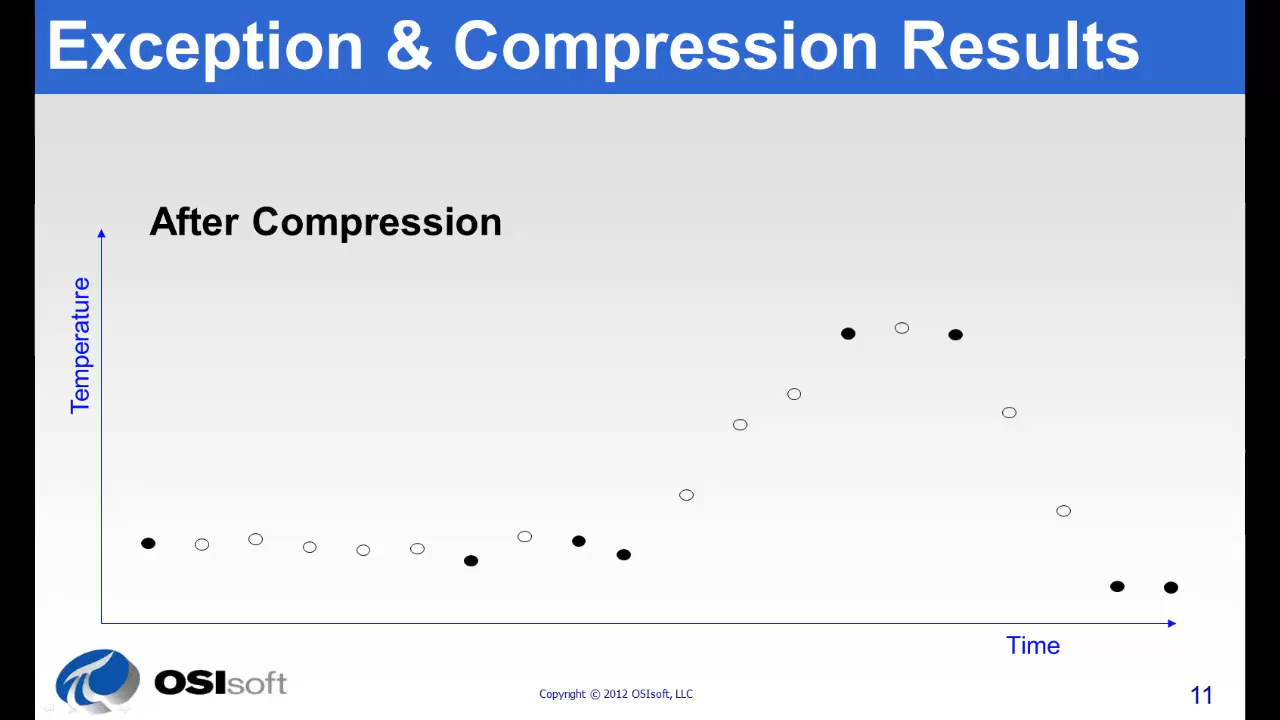 Exception & Compression Results
After Compression
Temperature
Time
OSIsoft
Copyright © 2012 OSIsoft, LLC
11